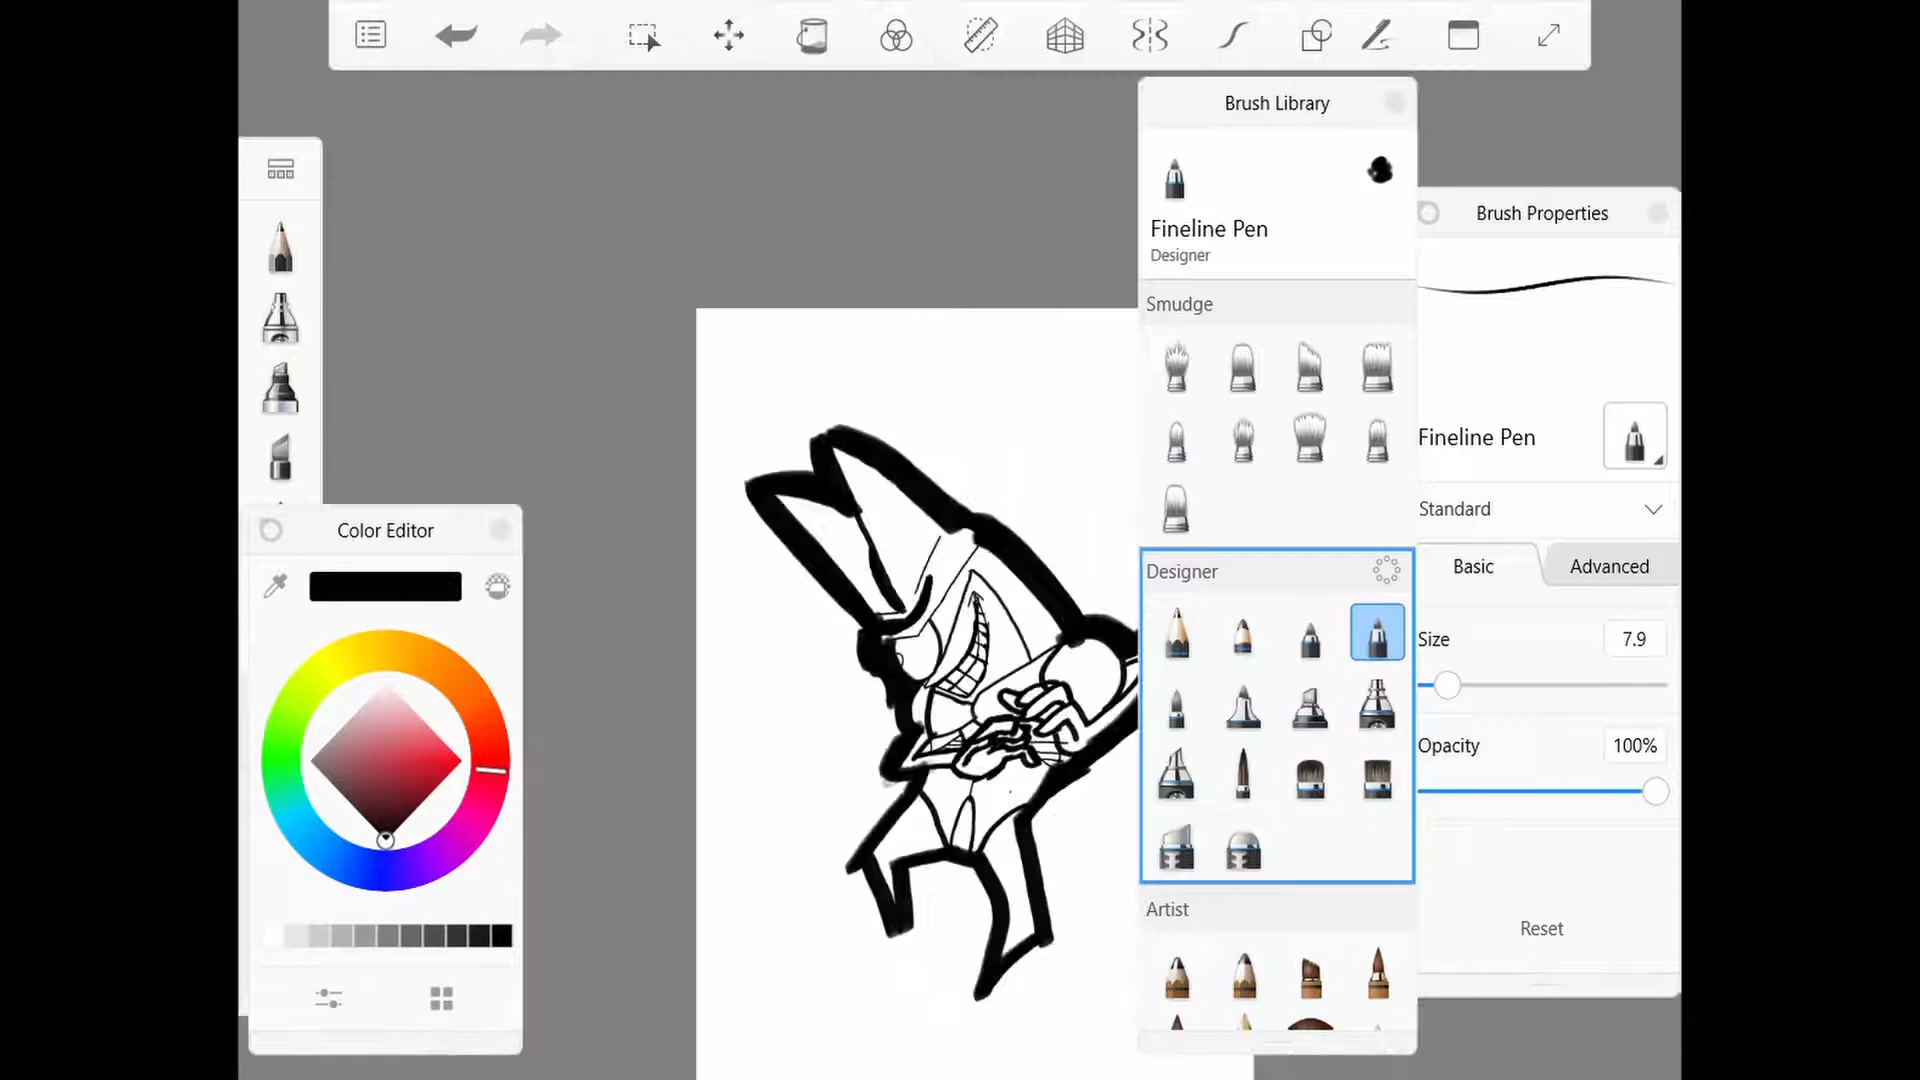 Brush Library
Fineline Pen
Designer
Smudge
Designer
Artist
Brush Properties
Fineline Pen
Standard
Basic
Advanced
Size
7.9
Opacity
100%
Reset
Color Editor